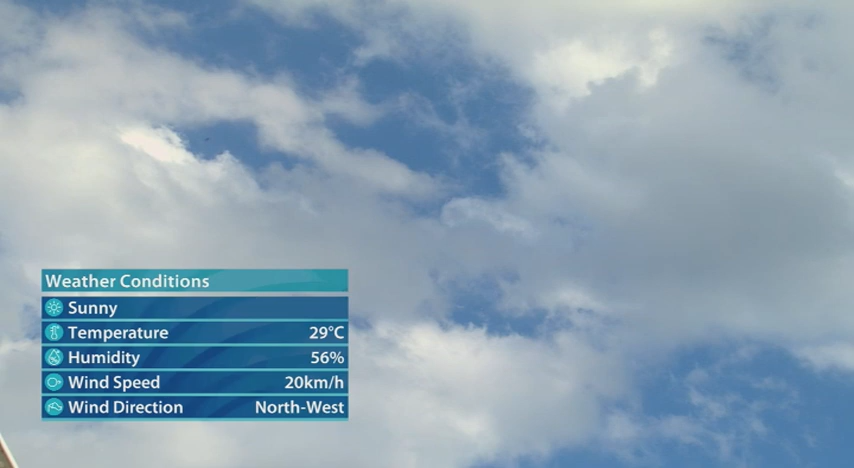 Weather Conditions
Sunny
Temperature 29°C
Humidity 56%
Wind Speed 20km/h
Wind Direction North-West